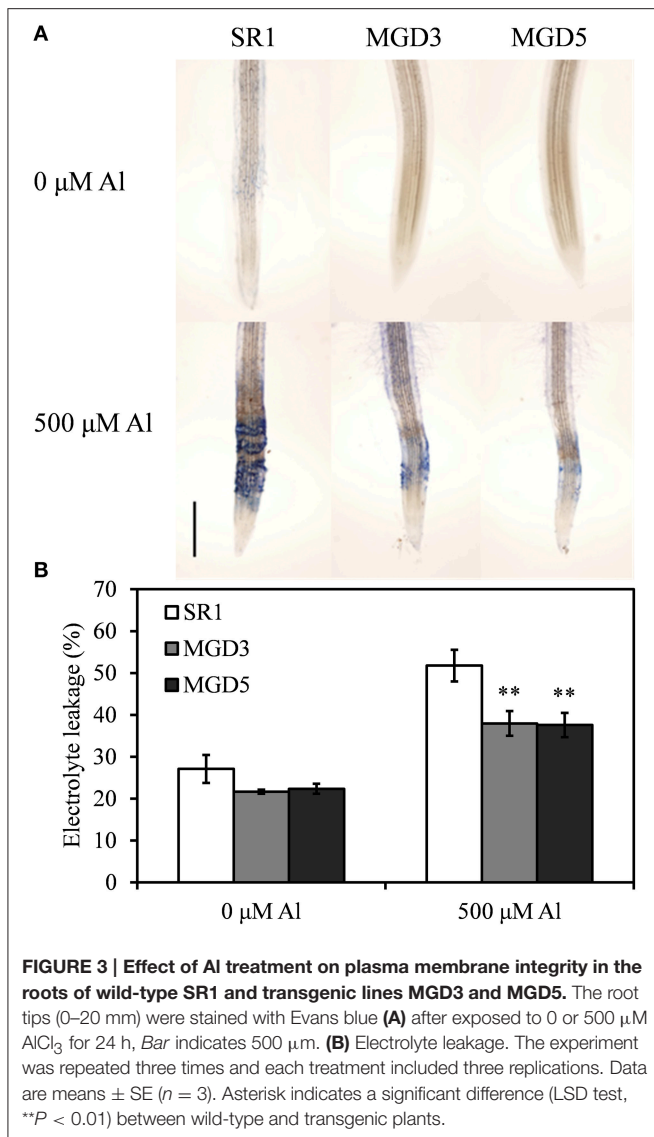 A
SR1 MGD3 MGD5
0 μM Al
500 μM Al
B
70
60
50
40
30
20
10
0
Electrolyte leakage (%)
SR1
MGD3
MGD5
** **
0 μM Al 500 μM Al
FIGURE 3 | Effect of Al treatment on plasma membrane integrity in the
roots of wild-type SR1 and transgenic lines MGD3 and MGD5. The root
tips (0–20 mm) were stained with Evans blue (A) after exposed to 0 or 500 μM
AlCl₃ for 24 h, Bar indicates 500 μm. (B) Electrolyte leakage. The experiment
was repeated three times and each treatment included three replications. Data
are means ± SE (n = 3). Asterisk indicates a significant difference (LSD test,
**P < 0.01) between wild-type and transgenic plants.